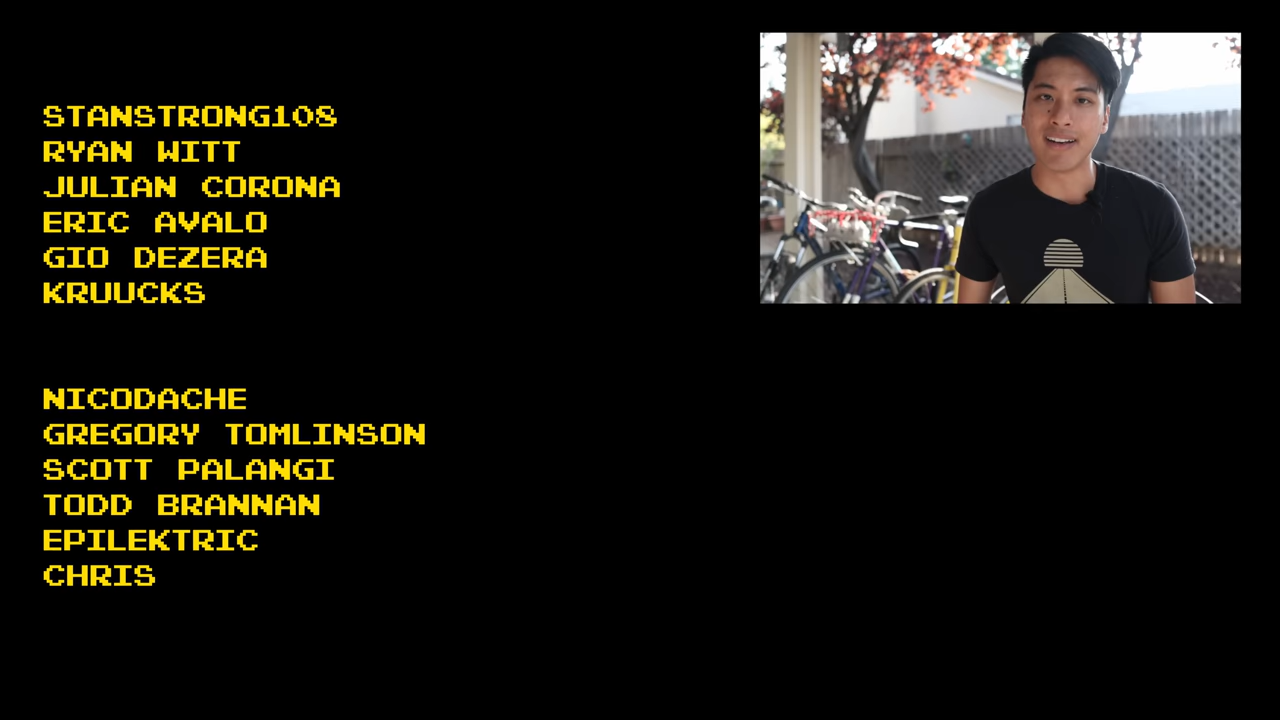 STANSTRONG108
RYAN WITT
JULIAN CORONA
ERIC AVALO
GIO DEZERA
KRUUCKS
NICODACHE
GREGORY TOMLINSON
SCOTT PALANGI
TODD BRANNAN
EPILEKTRIC
CHRIS